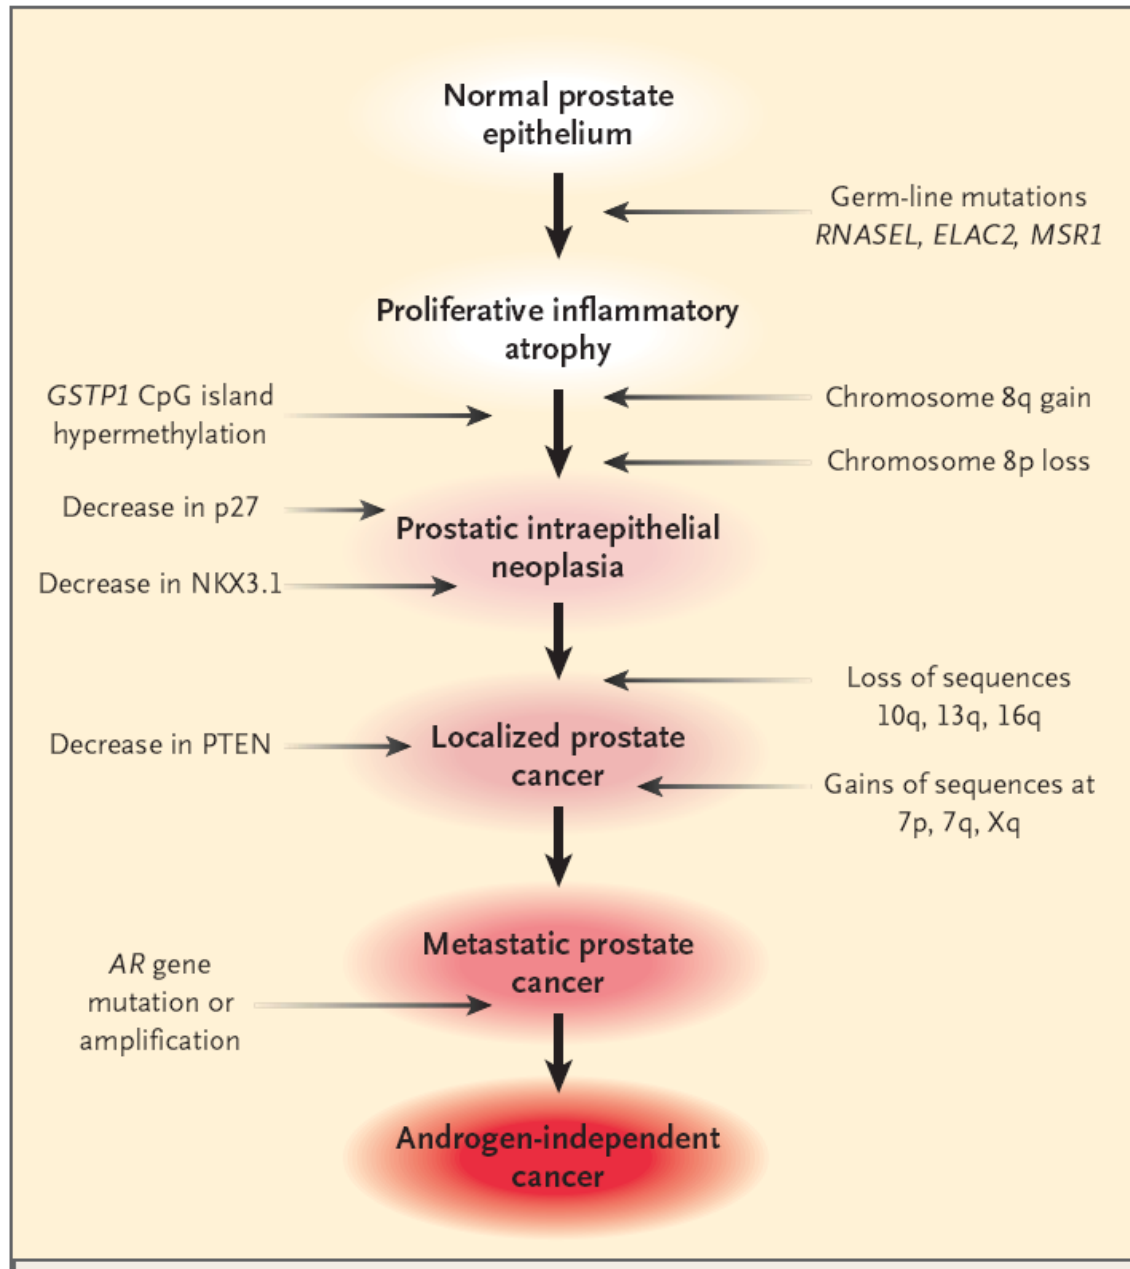 Normal prostate
epithelium
Germ-line mutations
RNASEL, ELAC2, MSR1
Proliferative inflammatory
atrophy
GSTP1 CpG island
hypermethylation
Chromosome 8q gain
Chromosome 8p loss
Decrease in p27
Prostatic intraepithelial
neoplasia
Decrease in NKX3.1
Loss of sequences
10q, 13q, 16q
Decrease in PTEN
Localized prostate
cancer
Gains of sequences at
7p, 7q, Xq
Metastatic prostate
cancer
AR gene
mutation or
amplification
Androgen-independent
cancer